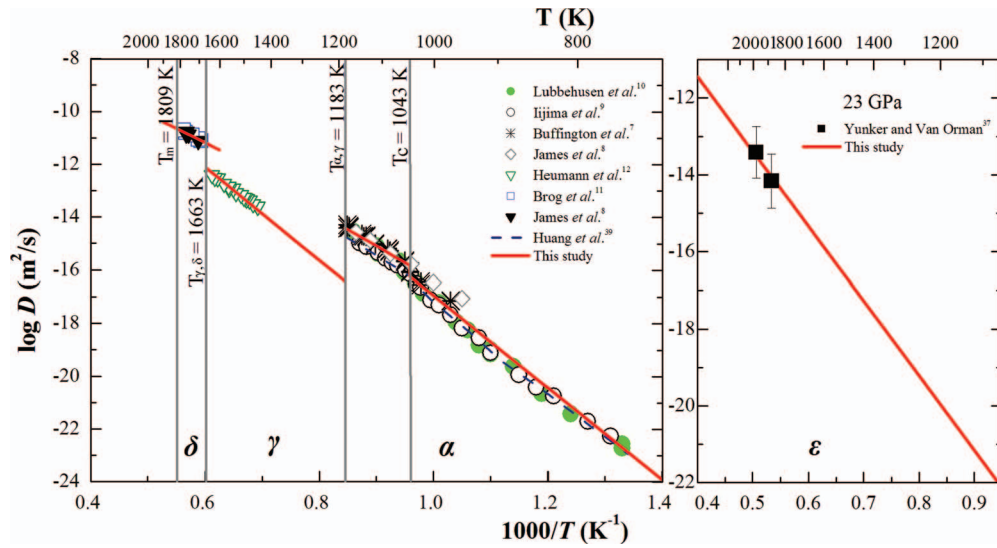 T (K)
2000 1800 1600 1400 1200 1000 800
2000 1800 1600 1400 1200
-8
-10
-12
-14
-16
-18
-20
-22
-24
log D (m²/s)
Tm = 1809 K
Tγ,δ = 1663 K
Tα,γ = 1183 K
TC = 1043 K
Lubbehusen et al.¹⁰
Iijima et al.⁹
Buffington et al.⁷
James et al.⁸
Heumann et al.¹²
Brog et al.¹¹
James et al.⁸
Huang et al.³⁹
This study
δ γ α
0.4 0.6 0.8 1.0 1.2 1.4
-12
-14
-16
-18
-20
-22
23 GPa
Yunker and Van Orman³⁷
This study
ε
0.4 0.5 0.6 0.7 0.8 0.9
1000/T (K⁻¹)